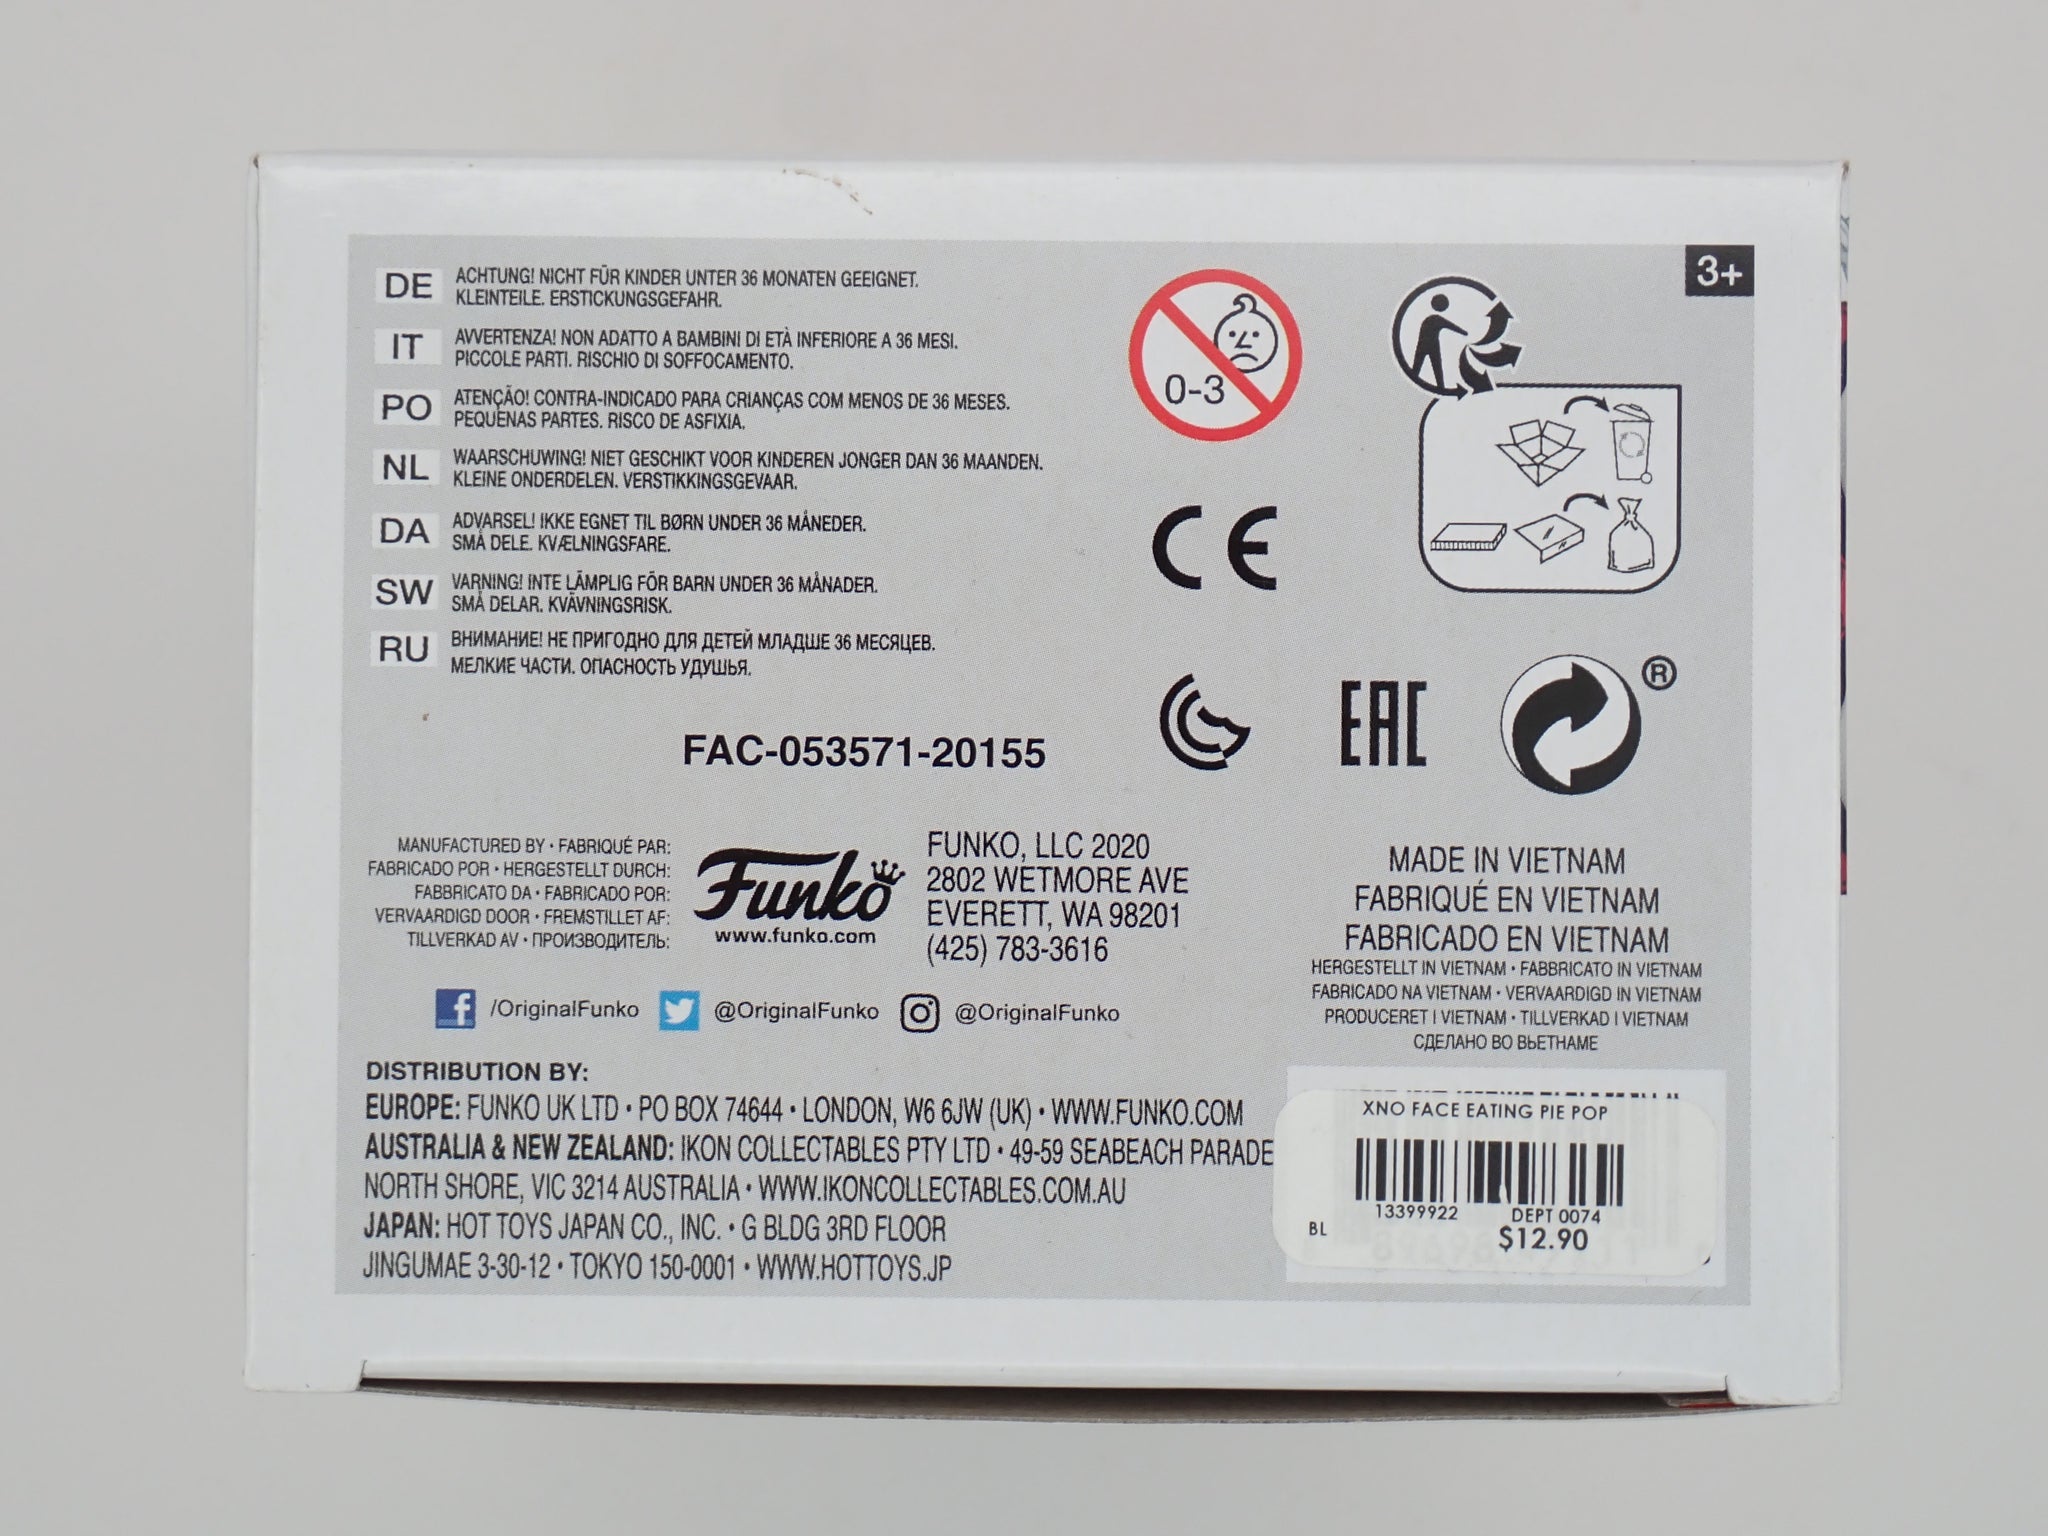 3+
DE ACHTUNG! NICHT FÜR KINDER UNTER 36 MONATEN GEEIGNET.
KLEINTEILE. ERSTICKUNGSGEFAHR.
IT AVVERTENZA! NON ADATTO A BAMBINI DI ETÀ INFERIORE A 36 MESI.
PICCOLE PARTI. RISCHIO DI SOFFOCAMENTO.
PO ATENÇÃO! CONTRA-INDICADO PARA CRIANÇAS COM MENOS DE 36 MESES.
PEQUENAS PARTES. RISCO DE ASFIXIA.
NL WAARSCHUWING! NIET GESCHIKT VOOR KINDEREN JONGER DAN 36 MAANDEN.
KLEINE ONDERDELEN. VERSTIKKINGSGEVAAR.
DA ADVARSEL! IKKE EGNET TIL BØRN UNDER 36 MÅNEDER.
SMÅ DELE. KVÆLNINGSFARE.
SW VARNING! INTE LÄMPLIG FÖR BARN UNDER 36 MÅNADER.
SMÅ DELAR. KVÄVNINGSRISK.
RU ВНИМАНИЕ! НЕ ПРИГОДНО ДЛЯ ДЕТЕЙ МЛАДШЕ 36 МЕСЯЦЕВ.
МЕЛКИЕ ЧАСТИ. ОПАСНОСТЬ УДУШЬЯ.
0-3
CE
EAC
®
FAC-053571-20155
MANUFACTURED BY • FABRIQUÉ PAR:
FABRICADO POR • HERGESTELLT DURCH:
FABBRICATO DA • FABRICADO POR:
VERVAARDIGD DOOR • FREMSTILLET AF:
TILLVERKAD AV • ПРОИЗВОДИТЕЛЬ:
Funko
www.funko.com
FUNKO, LLC 2020
2802 WETMORE AVE
EVERETT, WA 98201
(425) 783-3616
MADE IN VIETNAM
FABRIQUÉ EN VIETNAM
FABRICADO EN VIETNAM
HERGESTELLT IN VIETNAM • FABBRICATO IN VIETNAM
FABRICADO NA VIETNAM • VERVAARDIGD IN VIETNAM
PRODUCERET I VIETNAM • TILLVERKAD I VIETNAM
СДЕЛАНО ВО ВЬЕТНАМЕ
/OriginalFunko @OriginalFunko @OriginalFunko
DISTRIBUTION BY:
EUROPE: FUNKO UK LTD • PO BOX 74644 • LONDON, W6 6JW (UK) • WWW.FUNKO.COM
AUSTRALIA & NEW ZEALAND: IKON COLLECTABLES PTY LTD • 49-59 SEABEACH PARADE
NORTH SHORE, VIC 3214 AUSTRALIA • WWW.IKONCOLLECTABLES.COM.AU
JAPAN: HOT TOYS JAPAN CO., INC. • G BLDG 3RD FLOOR
JINGUMAE 3-30-12 • TOKYO 150-0001 • WWW.HOTTOYS.JP
XNO FACE EATING PIE POP
13399922 DEPT 0074
BL $12.90